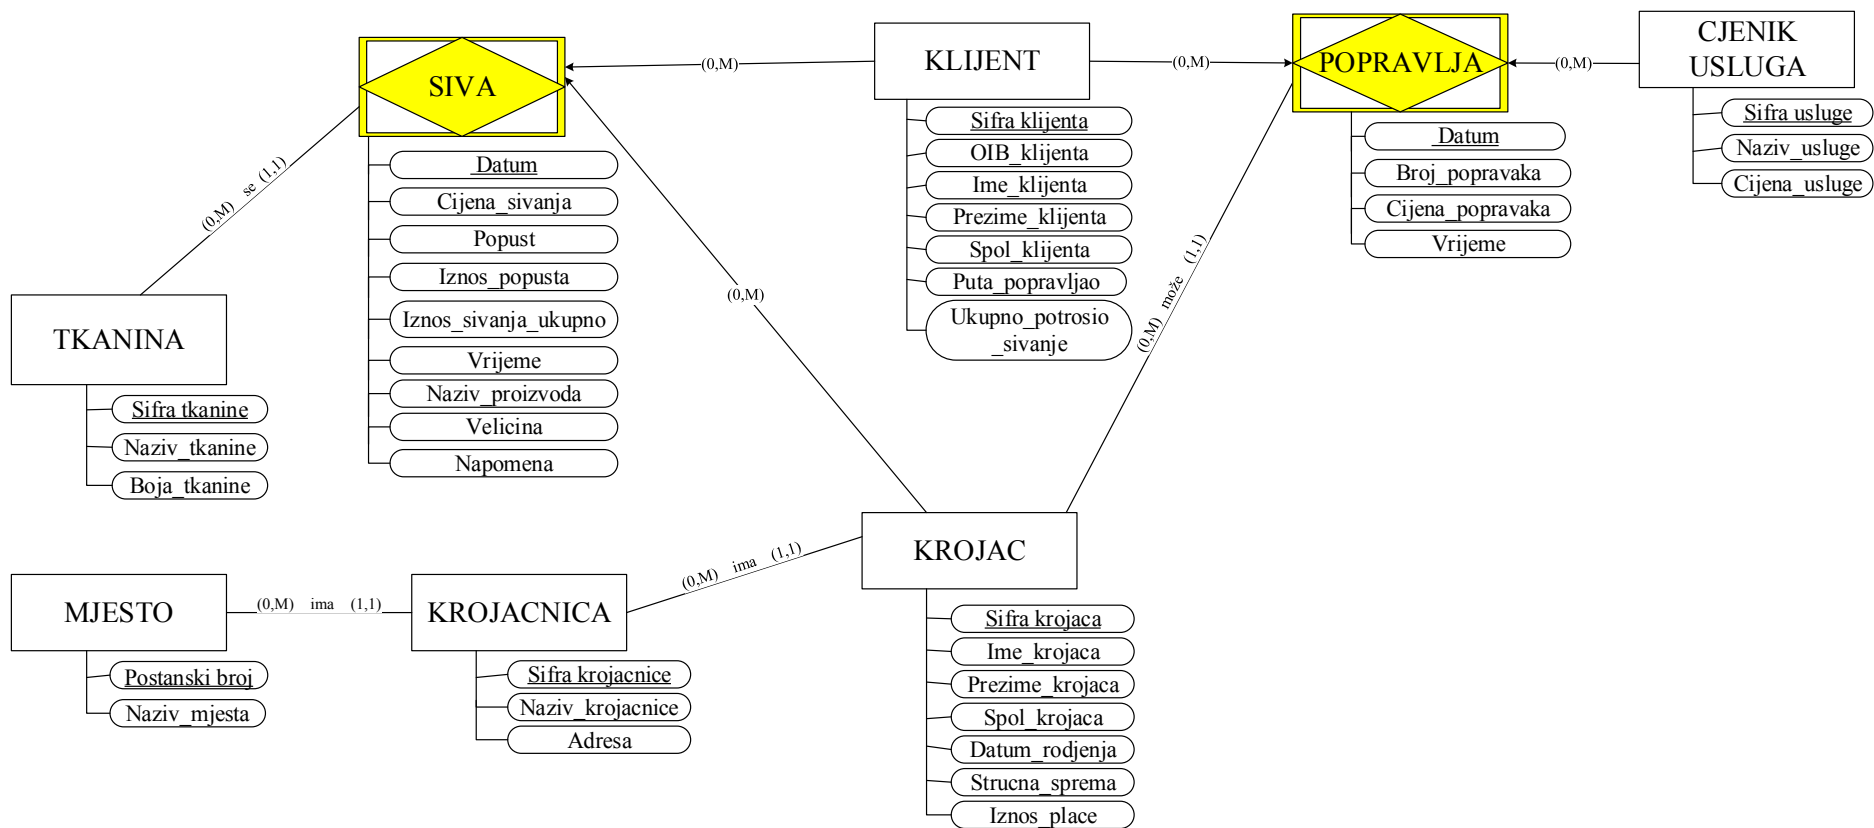 SIVA
Datum
Cijena_sivanja
Popust
Iznos_popusta
Iznos_sivanja_ukupno
Vrijeme
Naziv_proizvoda
Velicina
Napomena
(0,M)
KLIJENT
Sifra klijenta
OIB_klijenta
Ime_klijenta
Prezime_klijenta
Spol_klijenta
Puta_popravljao
Ukupno_potrosio
_sivanje
(0,M)
POPRAVLJA
Datum
Broj_popravaka
Cijena_popravaka
Vrijeme
(0,M)
CJENIK
USLUGA
Sifra usluge
Naziv_usluge
Cijena_usluge
(0,M) se (1,1)
(0,M)
(0,M) može (1,1)
TKANINA
Sifra tkanine
Naziv_tkanine
Boja_tkanine
MJESTO
Postanski broj
Naziv_mjesta
(0,M) ima (1,1)
KROJACNICA
Sifra krojacnice
Naziv_krojacnice
Adresa
(0,M) ima (1,1)
KROJAC
Sifra krojaca
Ime_krojaca
Prezime_krojaca
Spol_krojaca
Datum_rodjenja
Strucna_sprema
Iznos_place